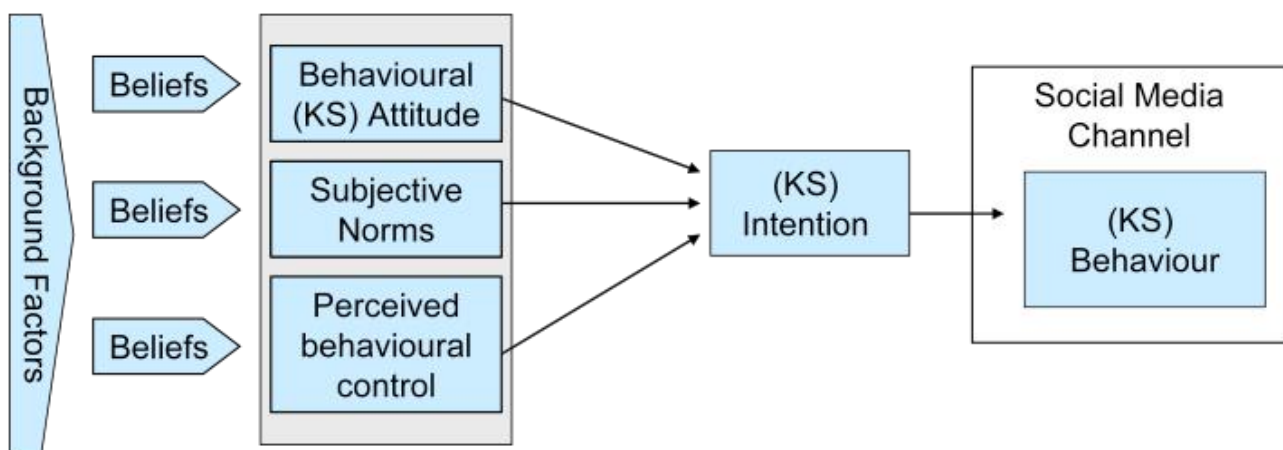 Background Factors
Beliefs
Beliefs
Beliefs
Behavioural
(KS) Attitude
Subjective
Norms
Perceived
behavioural
control
(KS)
Intention
Social Media
Channel
(KS)
Behaviour